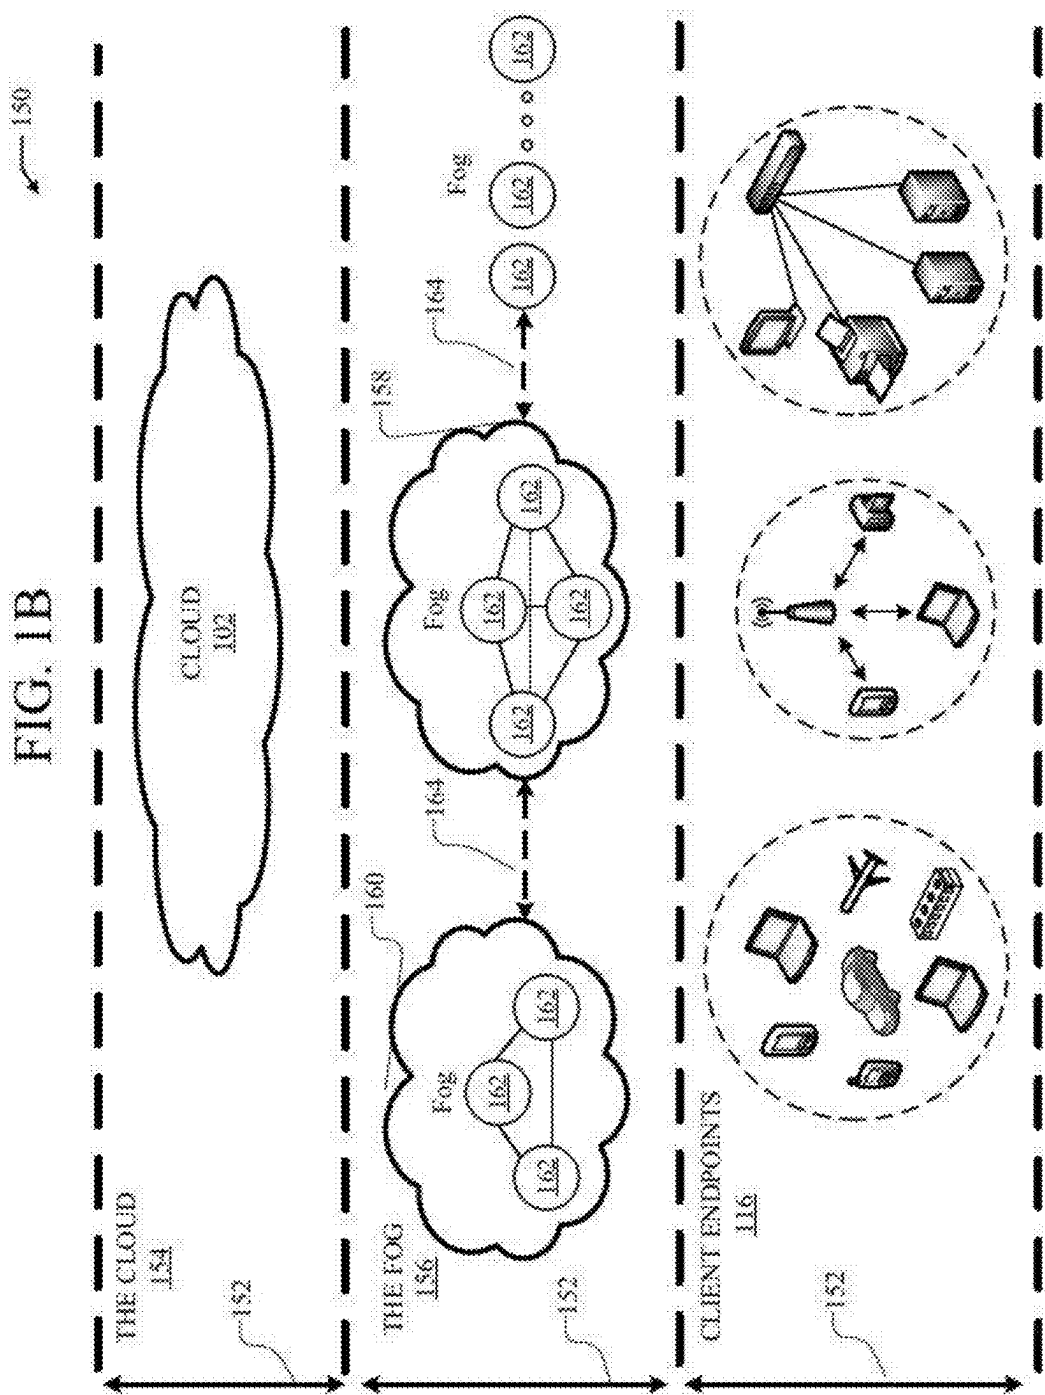 FIG. 1B
150
THE CLOUD
154
CLOUD
102
152
THE FOG
156
160
164
158
164
Fog
162
162
162
Fog
162
162
162
162
Fog
162
162
162
152
CLIENT ENDPOINTS
116
152